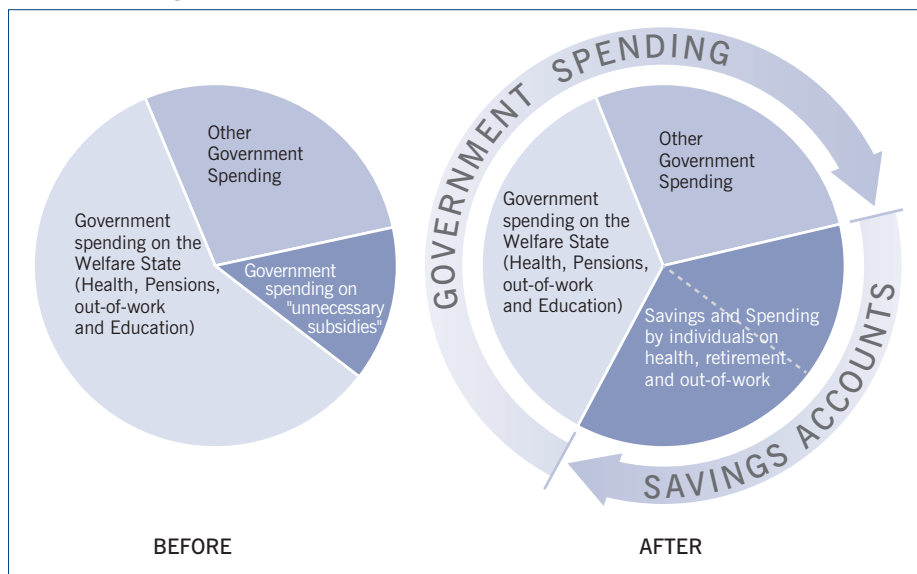 Other
Government
Spending
Government
spending on the
Welfare State
(Health, Pensions,
out-of-work
and Education)
Government
spending on
"unnecessary
subsidies"
BEFORE
GOVERNMENT SPENDING
Other
Government
Spending
Government
spending on the
Welfare State
(Health, Pensions,
out-of-work
and Education)
Savings and Spending
by individuals on
health, retirement
and out-of-work
SAVINGS ACCOUNTS
AFTER